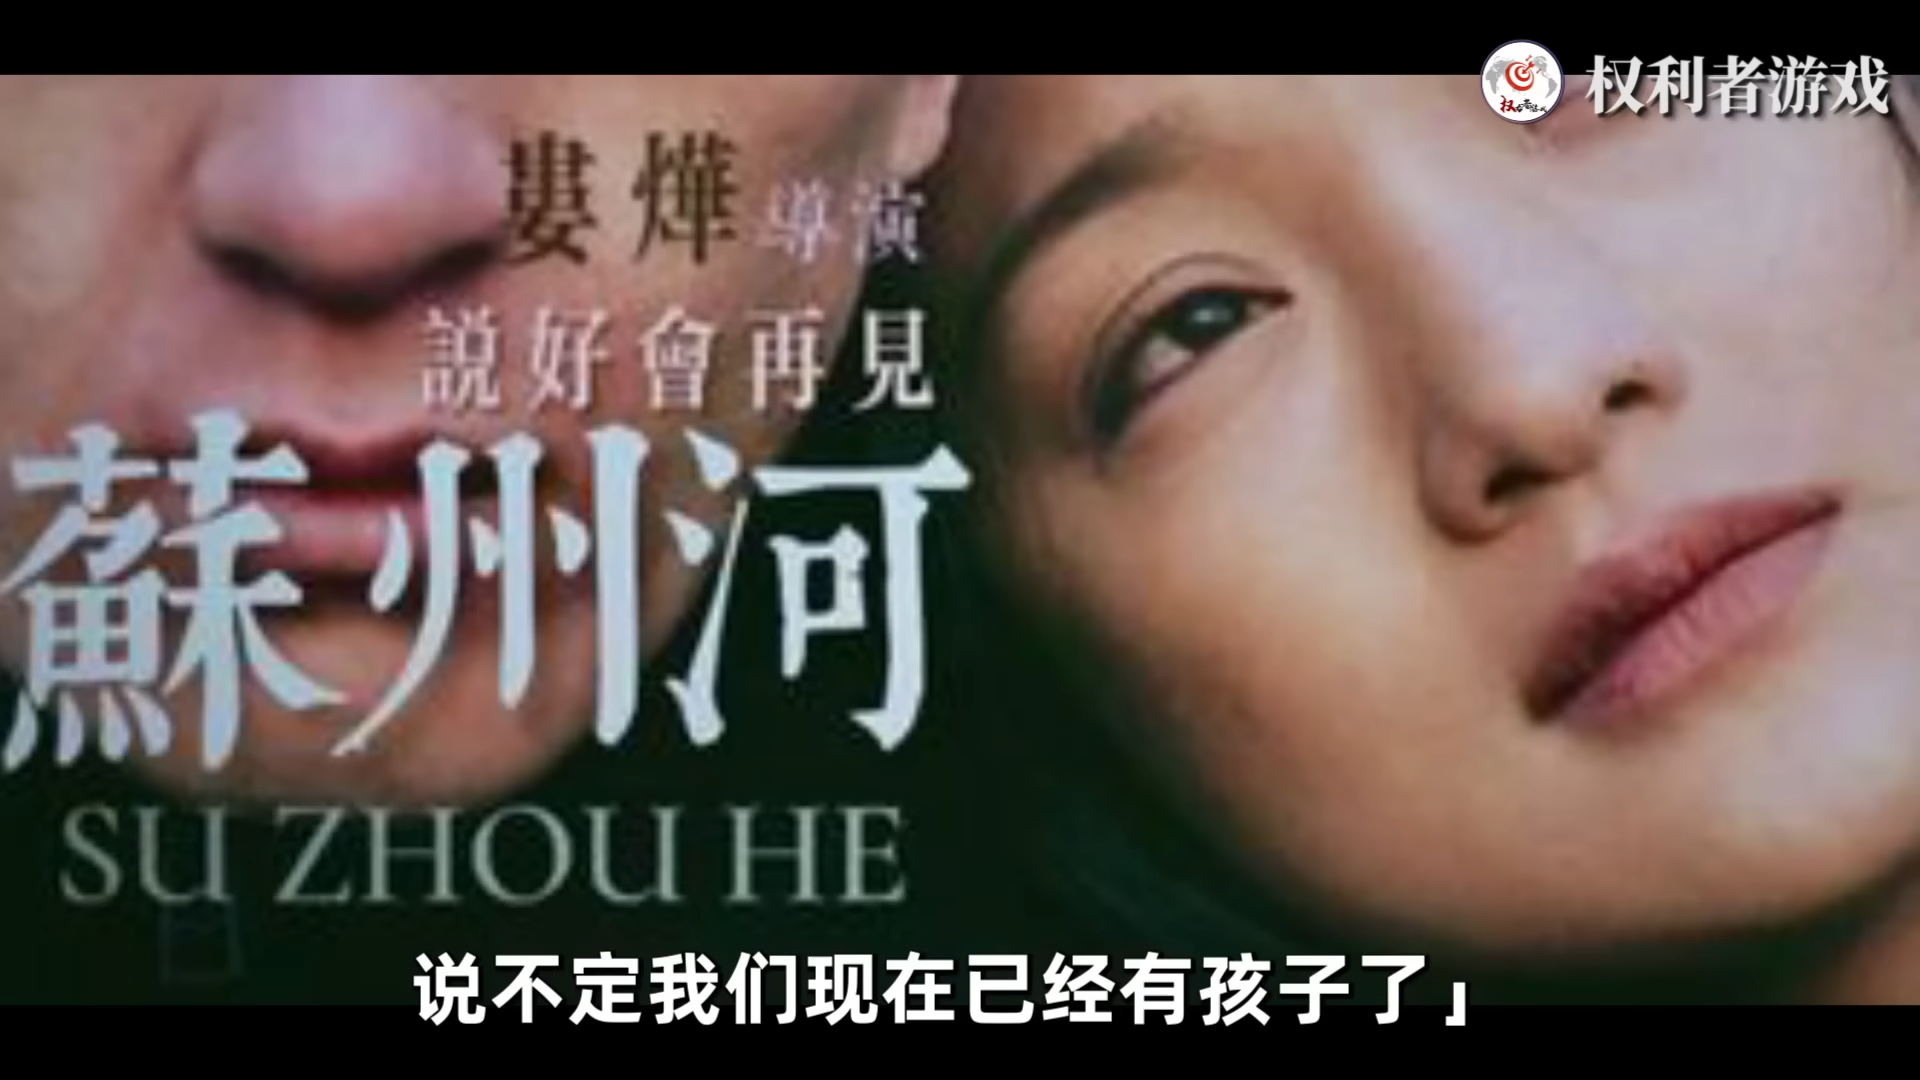 权利者游戏
婁燁導演
說好會再見
蘇州河
SU ZHOU HE
说不定我们现在已经有孩子了」